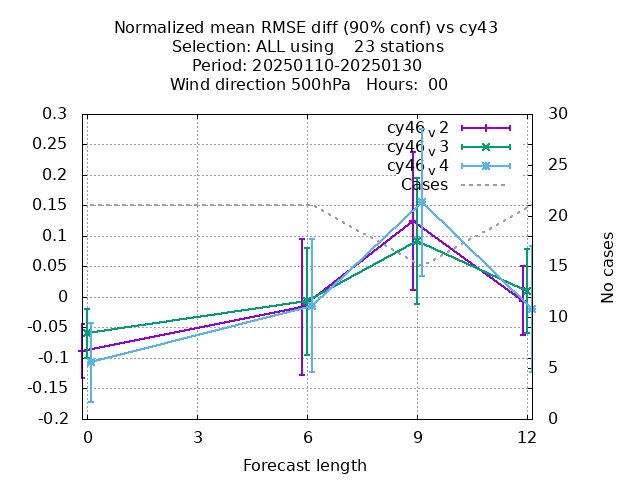 Normalized mean RMSE diff (90% conf) vs cy43
Selection: ALL using    23 stations
Period: 20250110-20250130
Wind direction 500hPa   Hours:  00
0.3
0.25
0.2
0.15
0.1
0.05
0
-0.05
-0.1
-0.15
-0.2
30
25
20
15
10
5
0
cy46v2
cy46v3
cy46v4
Cases
No cases
0 3 6 9 12
Forecast length